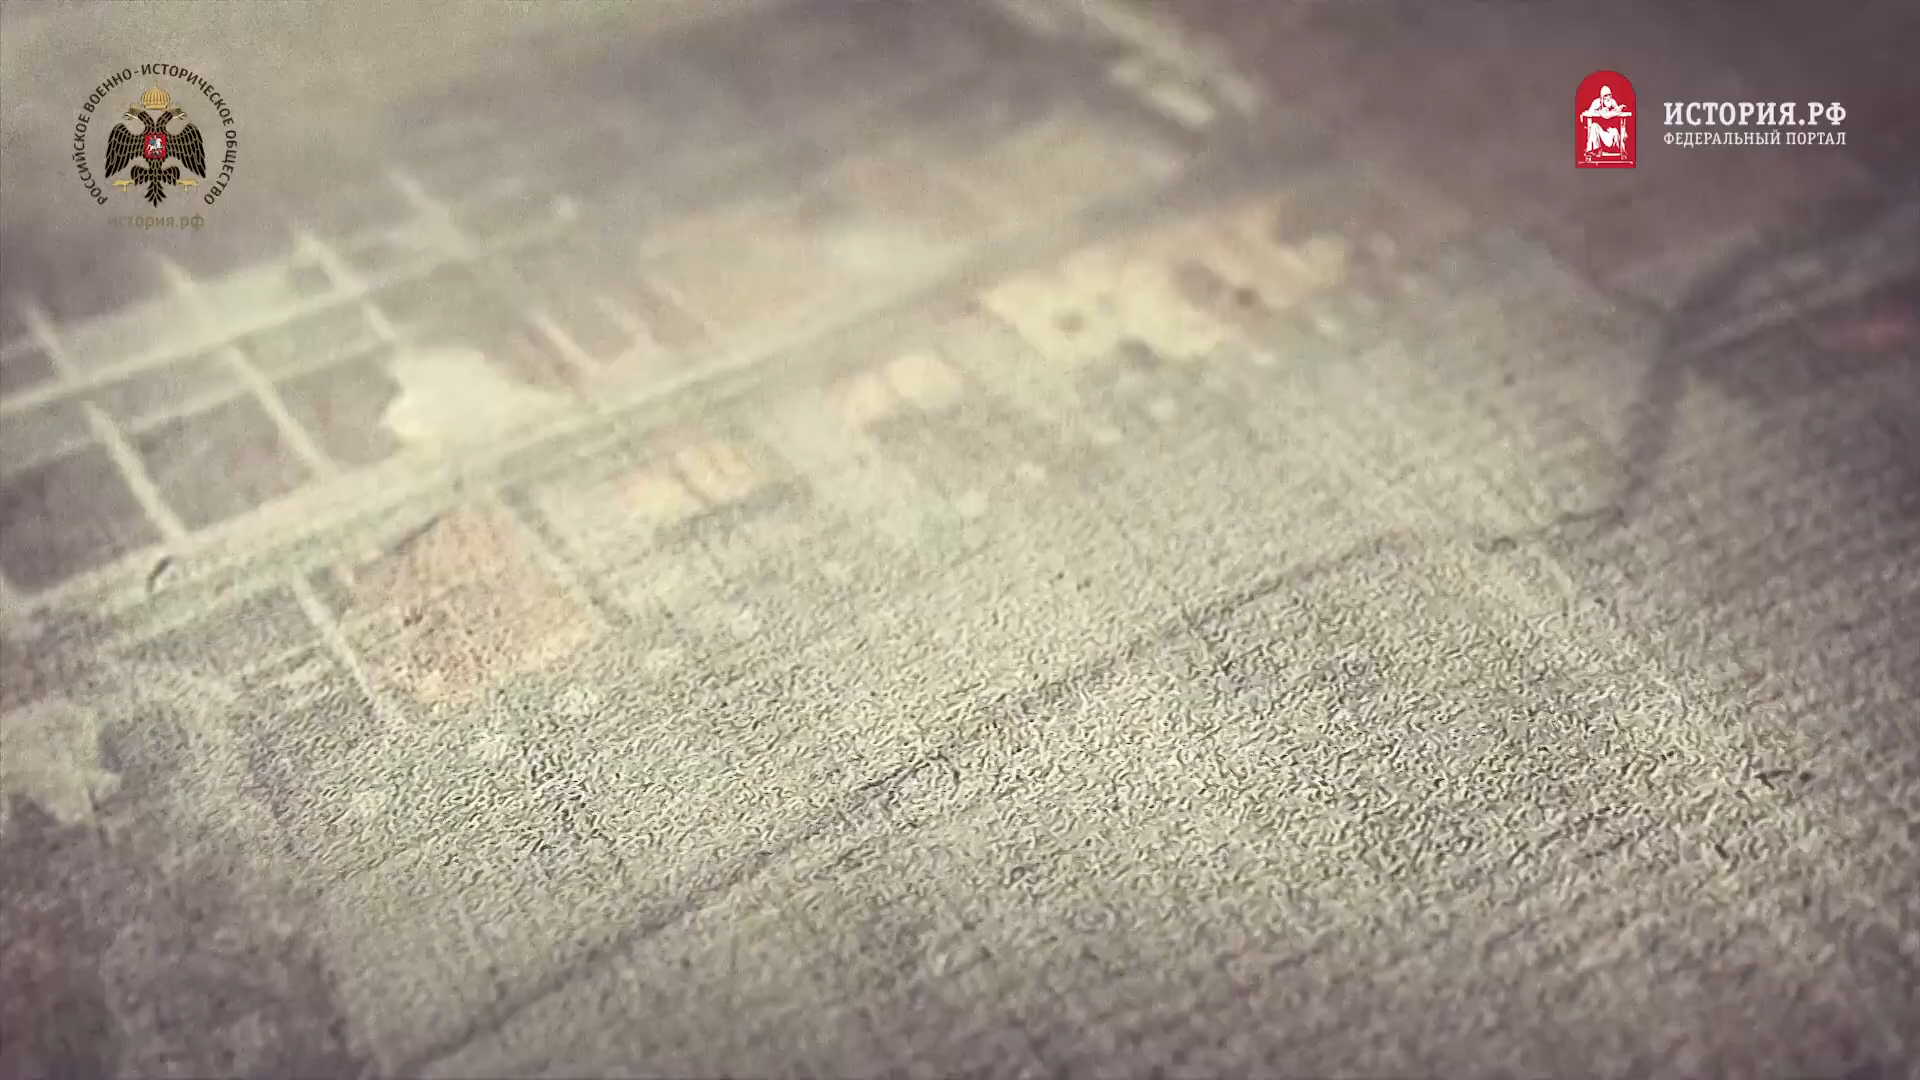 РОССИЙСКОЕ ВОЕННО-ИСТОРИЧЕСКОЕ ОБЩЕСТВО
история.рф
ИСТОРИЯ.РФ
ФЕДЕРАЛЬНЫЙ ПОРТАЛ